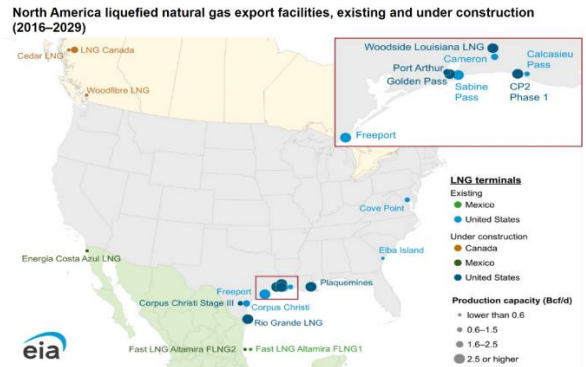 North America liquefied natural gas export facilities, existing and under construction
(2016–2029)
Cedar LNG
LNG Canada
Woodfibre LNG
Woodside Louisiana LNG
Cameron
Calcasieu
Pass
Port Arthur
Golden Pass
Sabine
Pass
CP2
Phase 1
Freeport
Cove Point
Elba Island
Energia Costa Azul LNG
Freeport
Plaquemines
Corpus Christi Stage III
Corpus Christi
Rio Grande LNG
Fast LNG Altamira FLNG2
Fast LNG Altamira FLNG1
LNG terminals
Existing
Mexico
United States
Under construction
Canada
Mexico
United States
Production capacity (Bcf/d)
lower than 0.6
0.6–1.5
1.6–2.5
2.5 or higher
eia